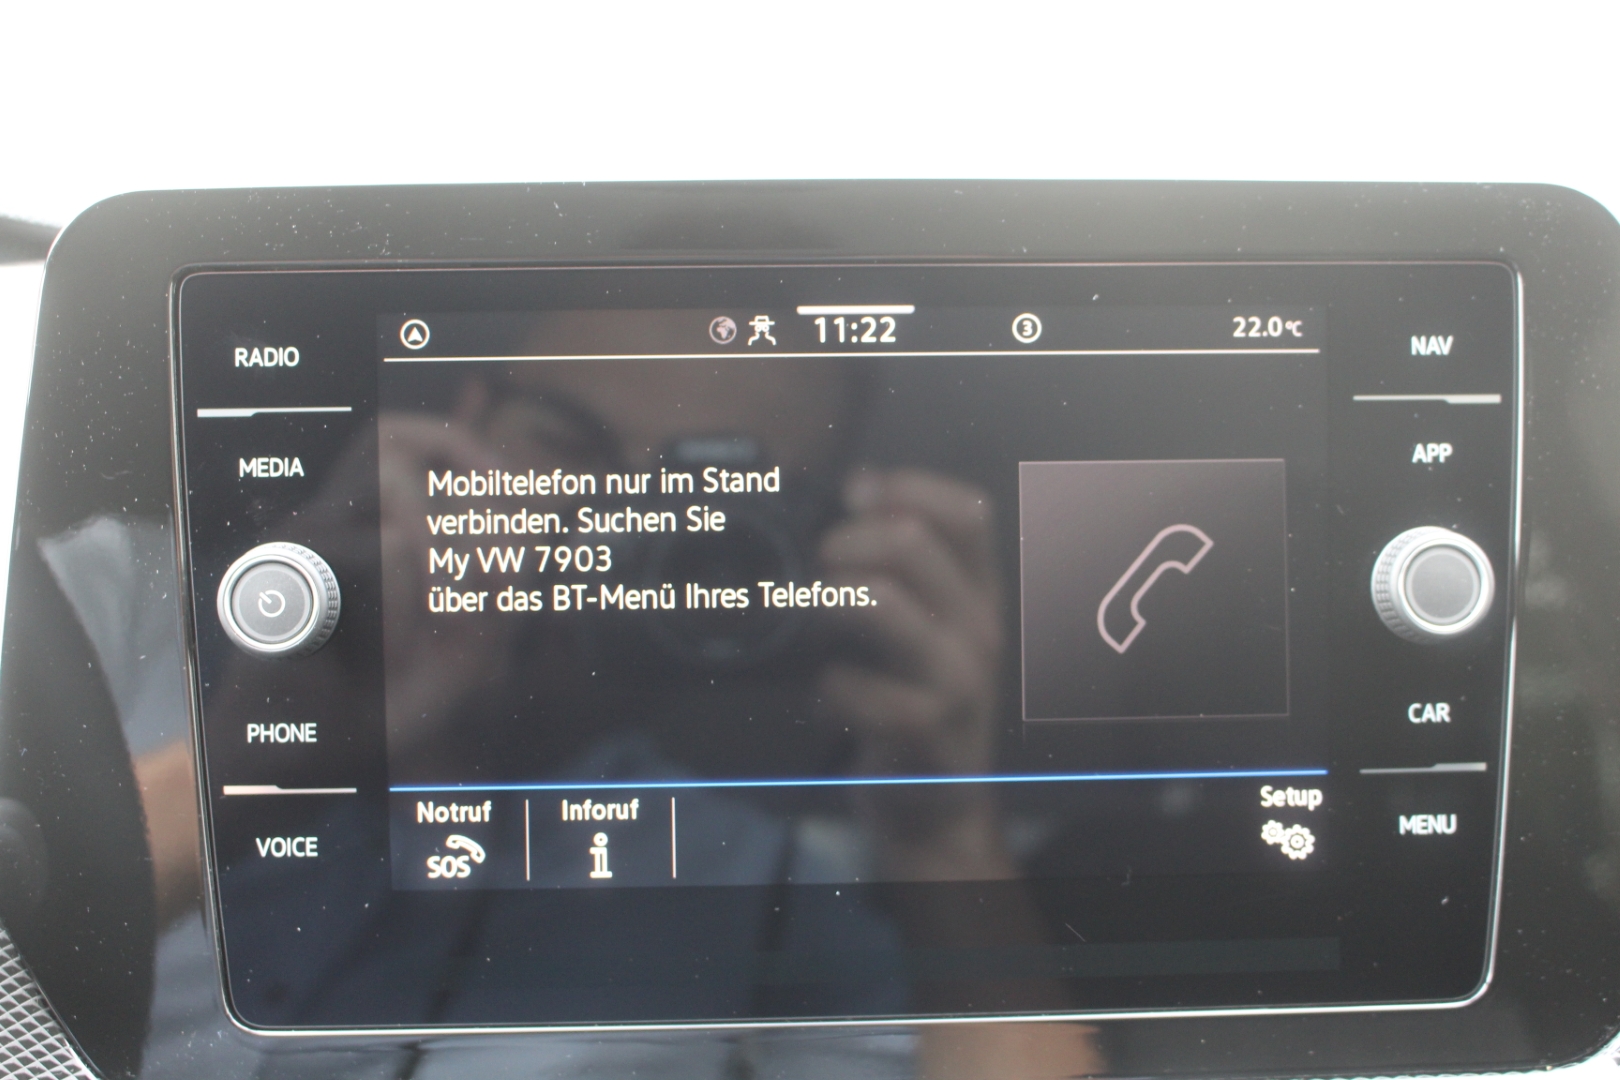 RADIO
MEDIA
PHONE
VOICE
11:22
3
22.0°C
Mobiltelefon nur im Stand
verbinden. Suchen Sie
My VW 7903
über das BT-Menü Ihres Telefons.
Notruf
SOS
Inforuf
i
Setup
NAV
APP
CAR
MENU